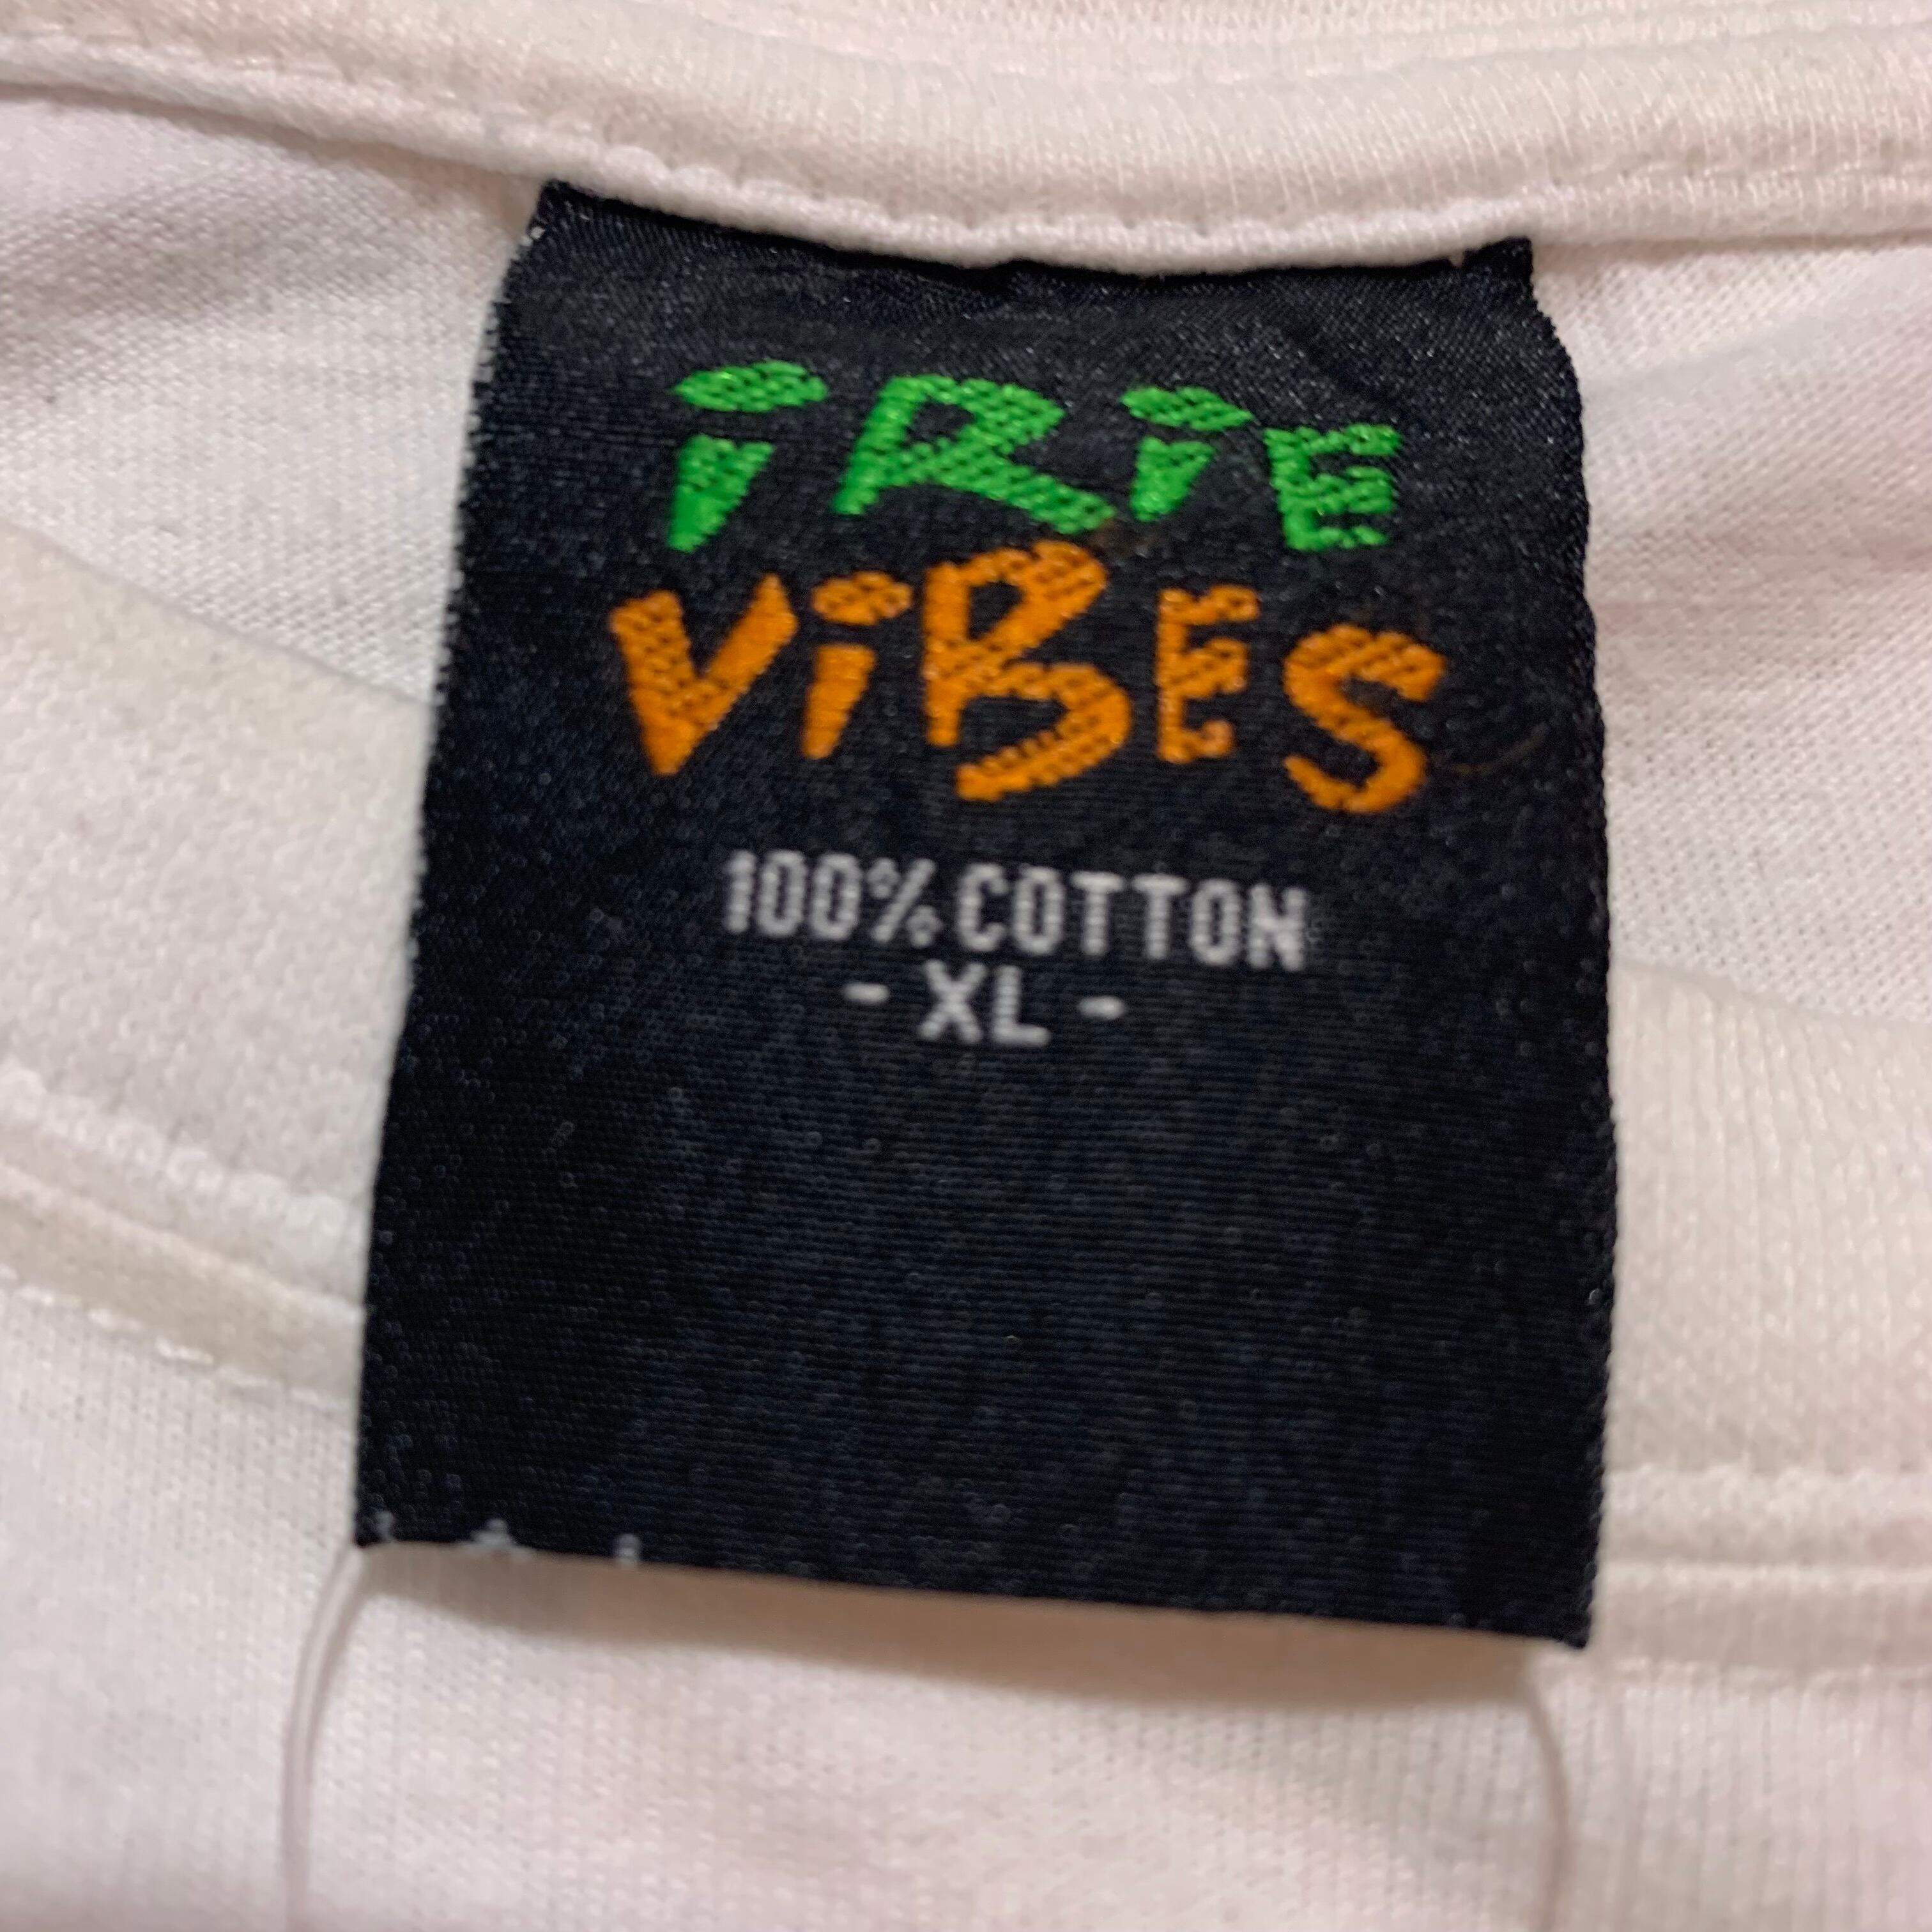 iRiE
ViBES
100% COTTON
- XL -